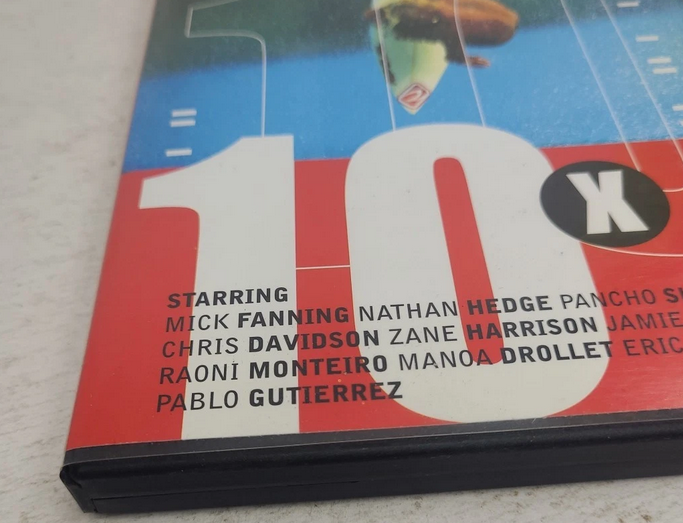 10
X
STARRING
MICK FANNING NATHAN HEDGE PANCHO
CHRIS DAVIDSON ZANE HARRISON JAMIE
RAONI MONTEIRO MANOA DROLLET ERIC
PABLO GUTIERREZ